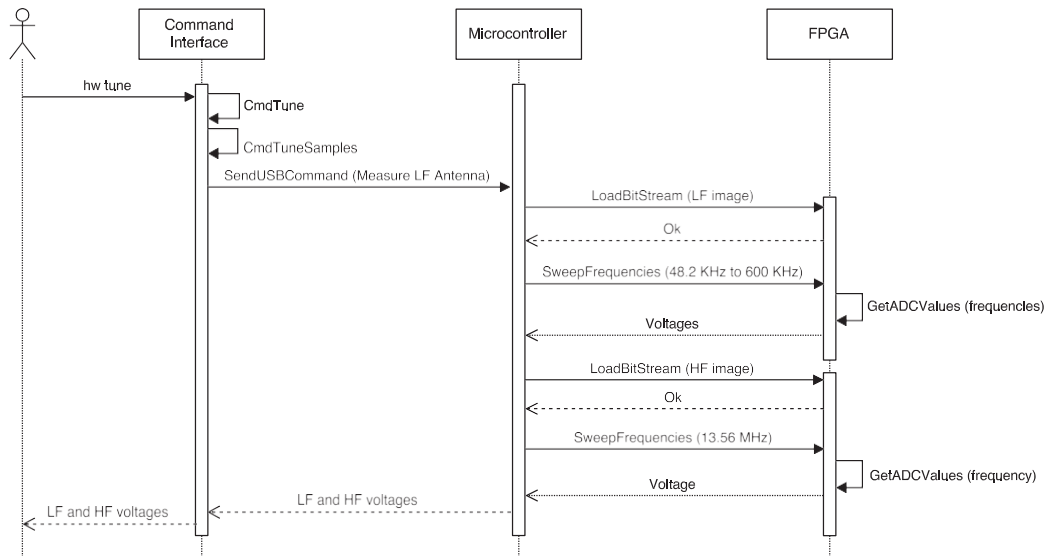 Command
Interface
Microcontroller
FPGA
hw tune
CmdTune
CmdTuneSamples
SendUSBCommand (Measure LF Antenna)
LoadBitStream (LF image)
Ok
SweepFrequencies (48.2 KHz to 600 KHz)
GetADCValues (frequencies)
Voltages
LoadBitStream (HF image)
Ok
SweepFrequencies (13.56 MHz)
GetADCValues (frequency)
Voltage
LF and HF voltages
LF and HF voltages